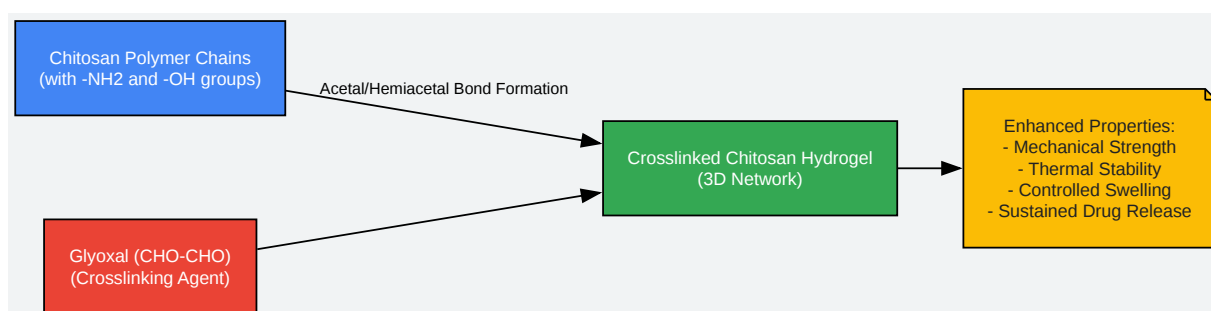 Chitosan Polymer Chains
(with -NH2 and -OH groups)
Acetal/Hemiacetal Bond Formation
Glyoxal (CHO-CHO)
(Crosslinking Agent)
Crosslinked Chitosan Hydrogel
(3D Network)
Enhanced Properties:
- Mechanical Strength
- Thermal Stability
- Controlled Swelling
- Sustained Drug Release